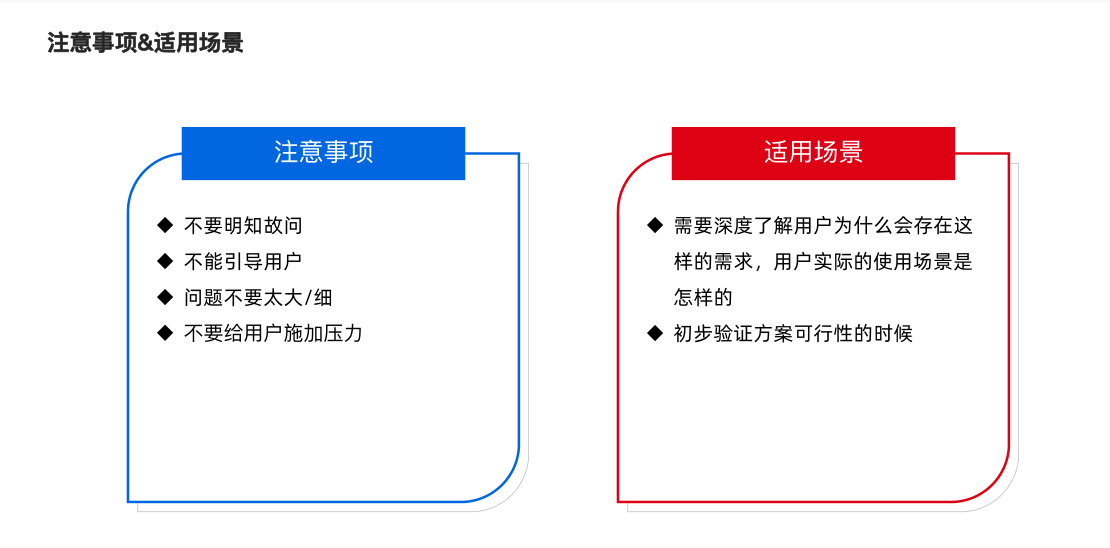 注意事项&适用场景
注意事项
◆ 不要明知故问
◆ 不能引导用户
◆ 问题不要太大/细
◆ 不要给用户施加压力
适用场景
◆ 需要深度了解用户为什么会存在这
样的需求，用户实际的使用场景是
怎样的
◆ 初步验证方案可行性的时候